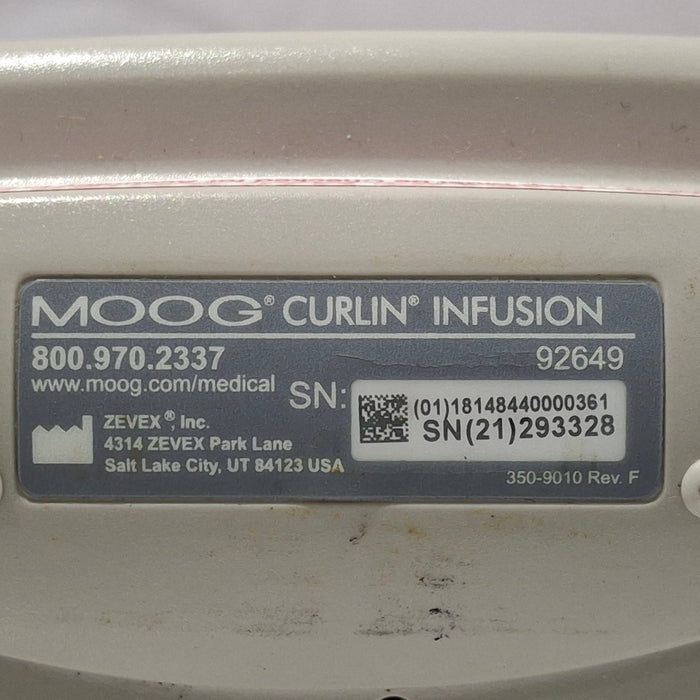 MOOG® CURLIN® INFUSION
800.970.2337
92649
www.moog.com/medical
SN:
(01)18148440000361
SN(21)293328
ZEVEX®, Inc.
4314 ZEVEX Park Lane
Salt Lake City, UT 84123 USA
350-9010 Rev. F